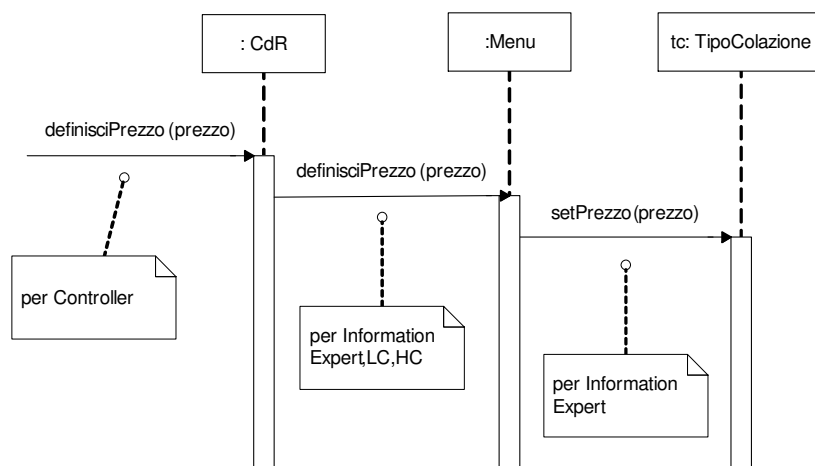 : CdR
:Menu
tc: TipoColazione
definisciPrezzo (prezzo)
definisciPrezzo (prezzo)
setPrezzo (prezzo)
per Controller
per Information
Expert,LC,HC
per Information
Expert